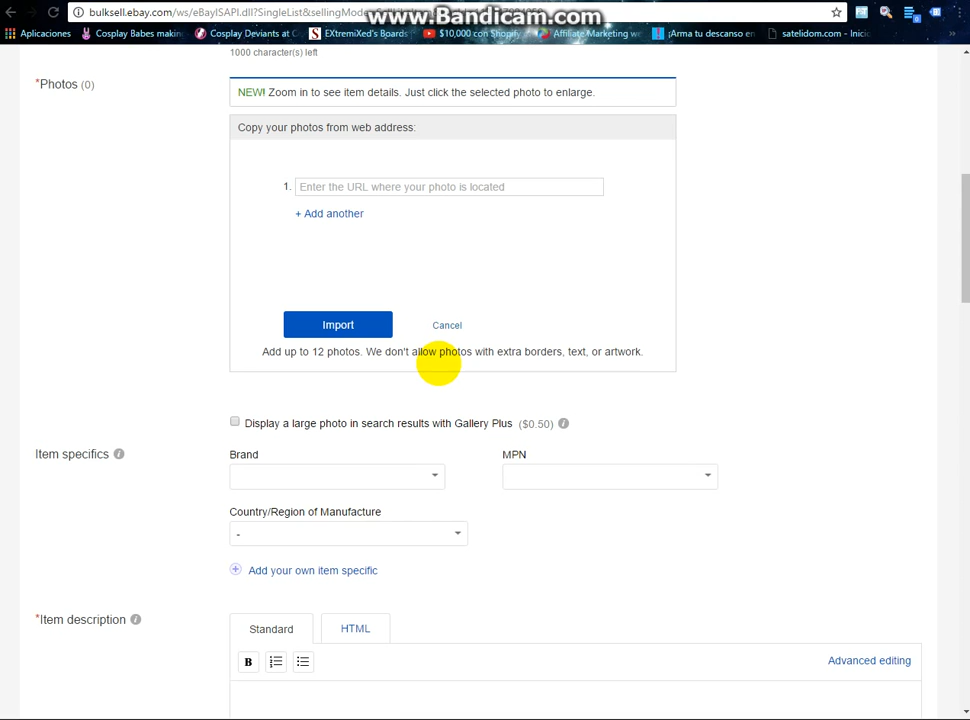 bulksell.ebay.com/ws/eBayISAPI.dll?SingleList&sellingMode
www.Bandicam.com
Aplicaciones
Cosplay Babes makin
Cosplay Deviants at C
EXtremiXed's Boards
$10,000 con Shopify
Affiliate Marketing we
¡Arma tu descanso en
satelidom.com - Inicio
1000 character(s) left
*Photos (0)
NEW! Zoom in to see item details. Just click the selected photo to enlarge.
Copy your photos from web address:
1. Enter the URL where your photo is located
+ Add another
Import
Cancel
Add up to 12 photos. We don't allow photos with extra borders, text, or artwork.
Display a large photo in search results with Gallery Plus ($0.50)
Item specifics
Brand
MPN
Country/Region of Manufacture
-
Add your own item specific
*Item description
Standard
HTML
B
Advanced editing